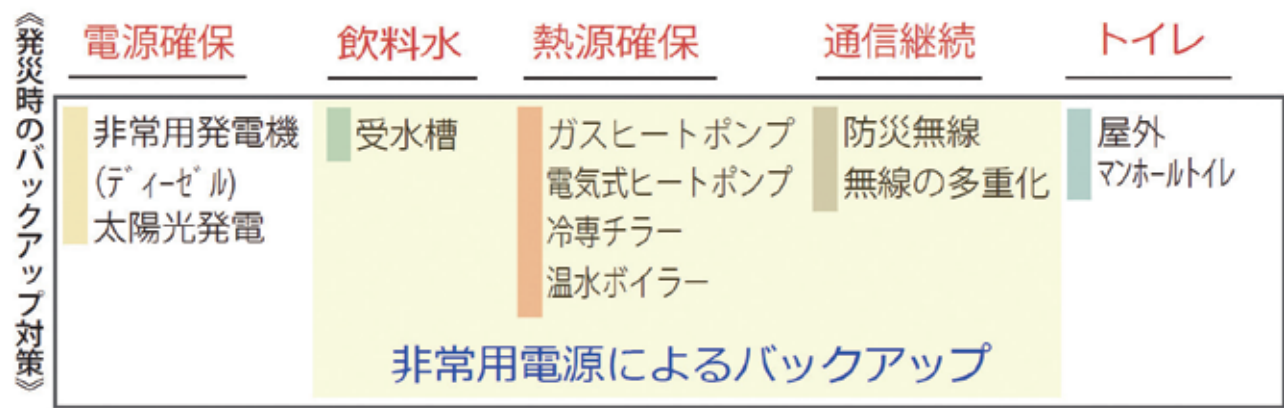 《発災時のバックアップ対策》
電源確保
非常用発電機
(ディーゼル)
太陽光発電
飲料水
受水槽
熱源確保
ガスヒートポンプ
電気式ヒートポンプ
冷専チラー
温水ボイラー
通信継続
防災無線
無線の多重化
トイレ
屋外
マンホールトイレ
非常用電源によるバックアップ